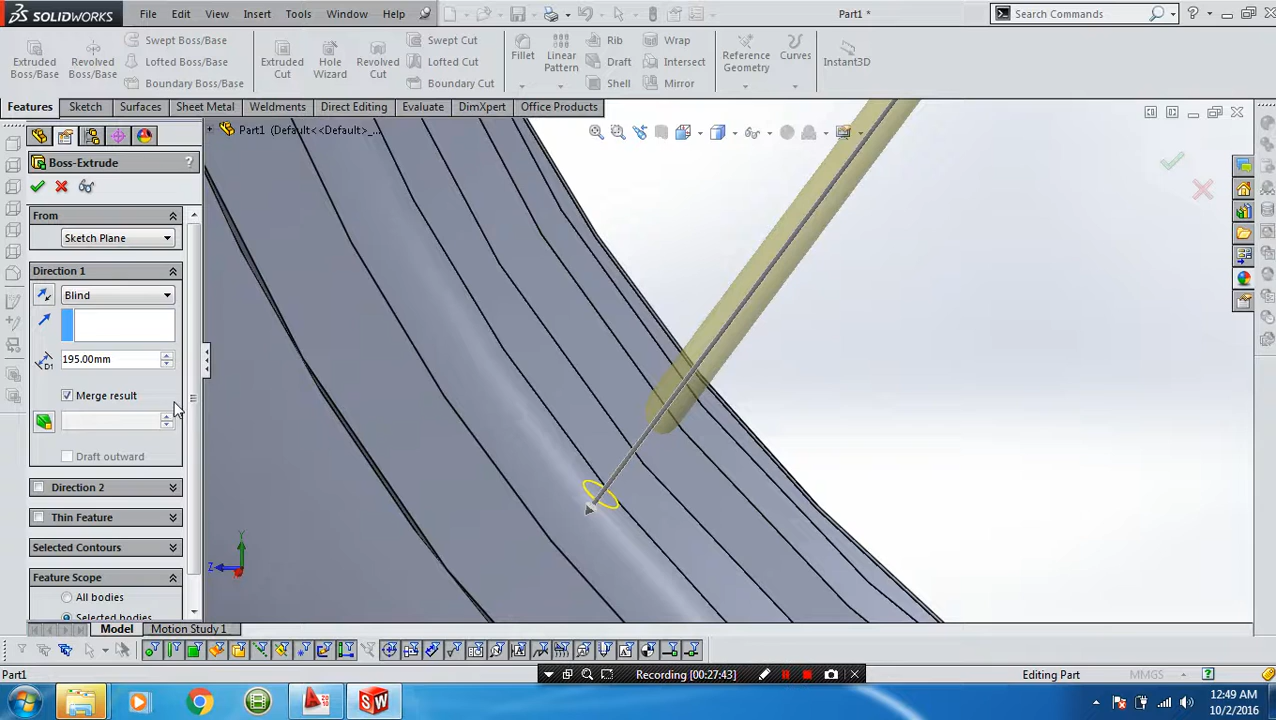 SOLIDWORKS File Edit View Insert Tools Window Help Part1 * Search Commands
Extruded Boss/Base Revolved Boss/Base Swept Boss/Base Lofted Boss/Base Boundary Boss/Base Extruded Cut Hole Wizard Revolved Cut Swept Cut Lofted Cut Boundary Cut Fillet Linear Pattern Rib Draft Shell Wrap Intersect Mirror Reference Geometry Curves Instant3D
Features Sketch Surfaces Sheet Metal Weldments Direct Editing Evaluate DimXpert Office Products
Part1 (Default<<Default>_...
Boss-Extrude ?
From
Sketch Plane
Direction 1
Blind
D1 195.00mm
Merge result
Draft outward
Direction 2
Thin Feature
Selected Contours
Feature Scope
All bodies
Selected bodies
Y
Z
Model Motion Study 1
Part1 Recording [00:27:43] Editing Part MMGS
12:49 AM
10/2/2016